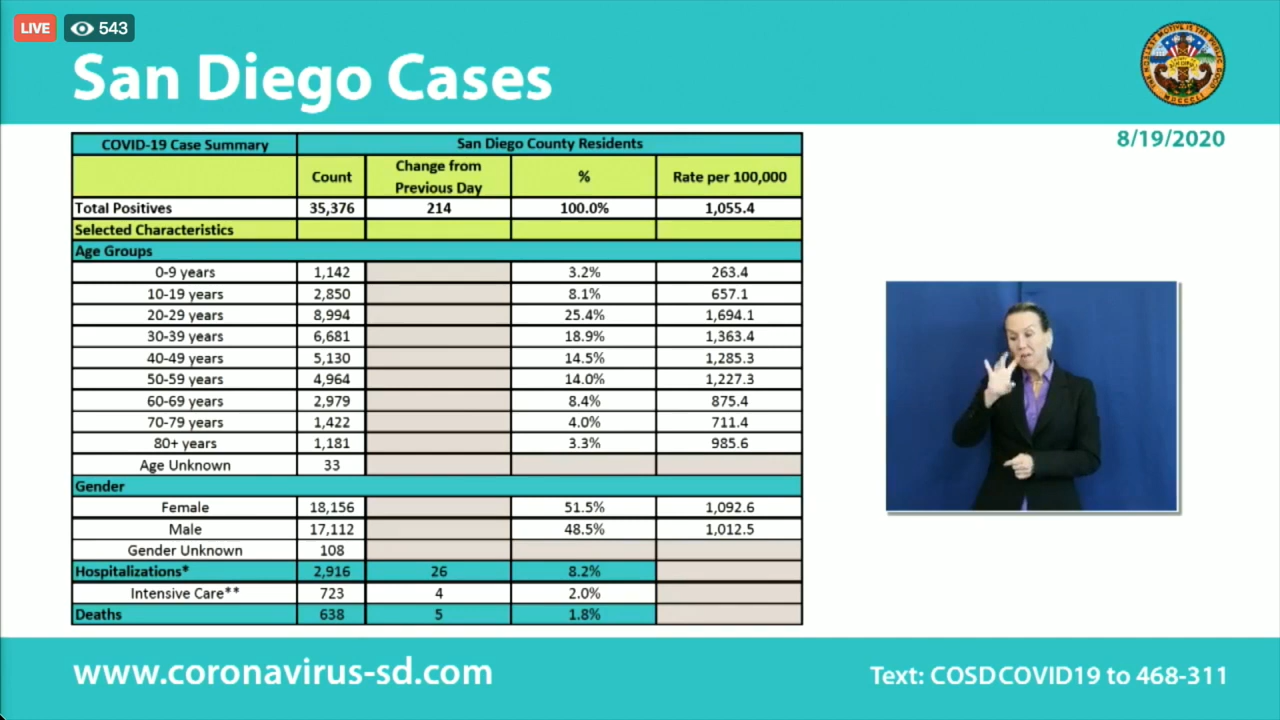 LIVE 543
San Diego Cases
8/19/2020
COVID-19 Case Summary San Diego County Residents
Count Change from Previous Day % Rate per 100,000
Total Positives 35,376 214 100.0% 1,055.4
Selected Characteristics
Age Groups
0-9 years 1,142 3.2% 263.4
10-19 years 2,850 8.1% 657.1
20-29 years 8,994 25.4% 1,694.1
30-39 years 6,681 18.9% 1,363.4
40-49 years 5,130 14.5% 1,285.3
50-59 years 4,964 14.0% 1,227.3
60-69 years 2,979 8.4% 875.4
70-79 years 1,422 4.0% 711.4
80+ years 1,181 3.3% 985.6
Age Unknown 33
Gender
Female 18,156 51.5% 1,092.6
Male 17,112 48.5% 1,012.5
Gender Unknown 108
Hospitalizations* 2,916 26 8.2%
Intensive Care** 723 4 2.0%
Deaths 638 5 1.8%
www.coronavirus-sd.com
Text: COSDCOVID19 to 468-311